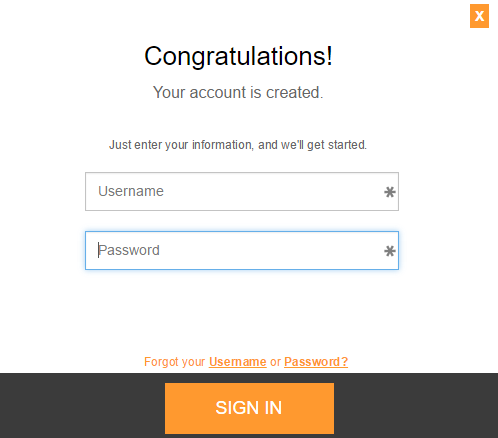 x
Congratulations!
Your account is created.
Just enter your information, and we'll get started.
Username
*
Password
*
Forgot your Username or Password?
SIGN IN